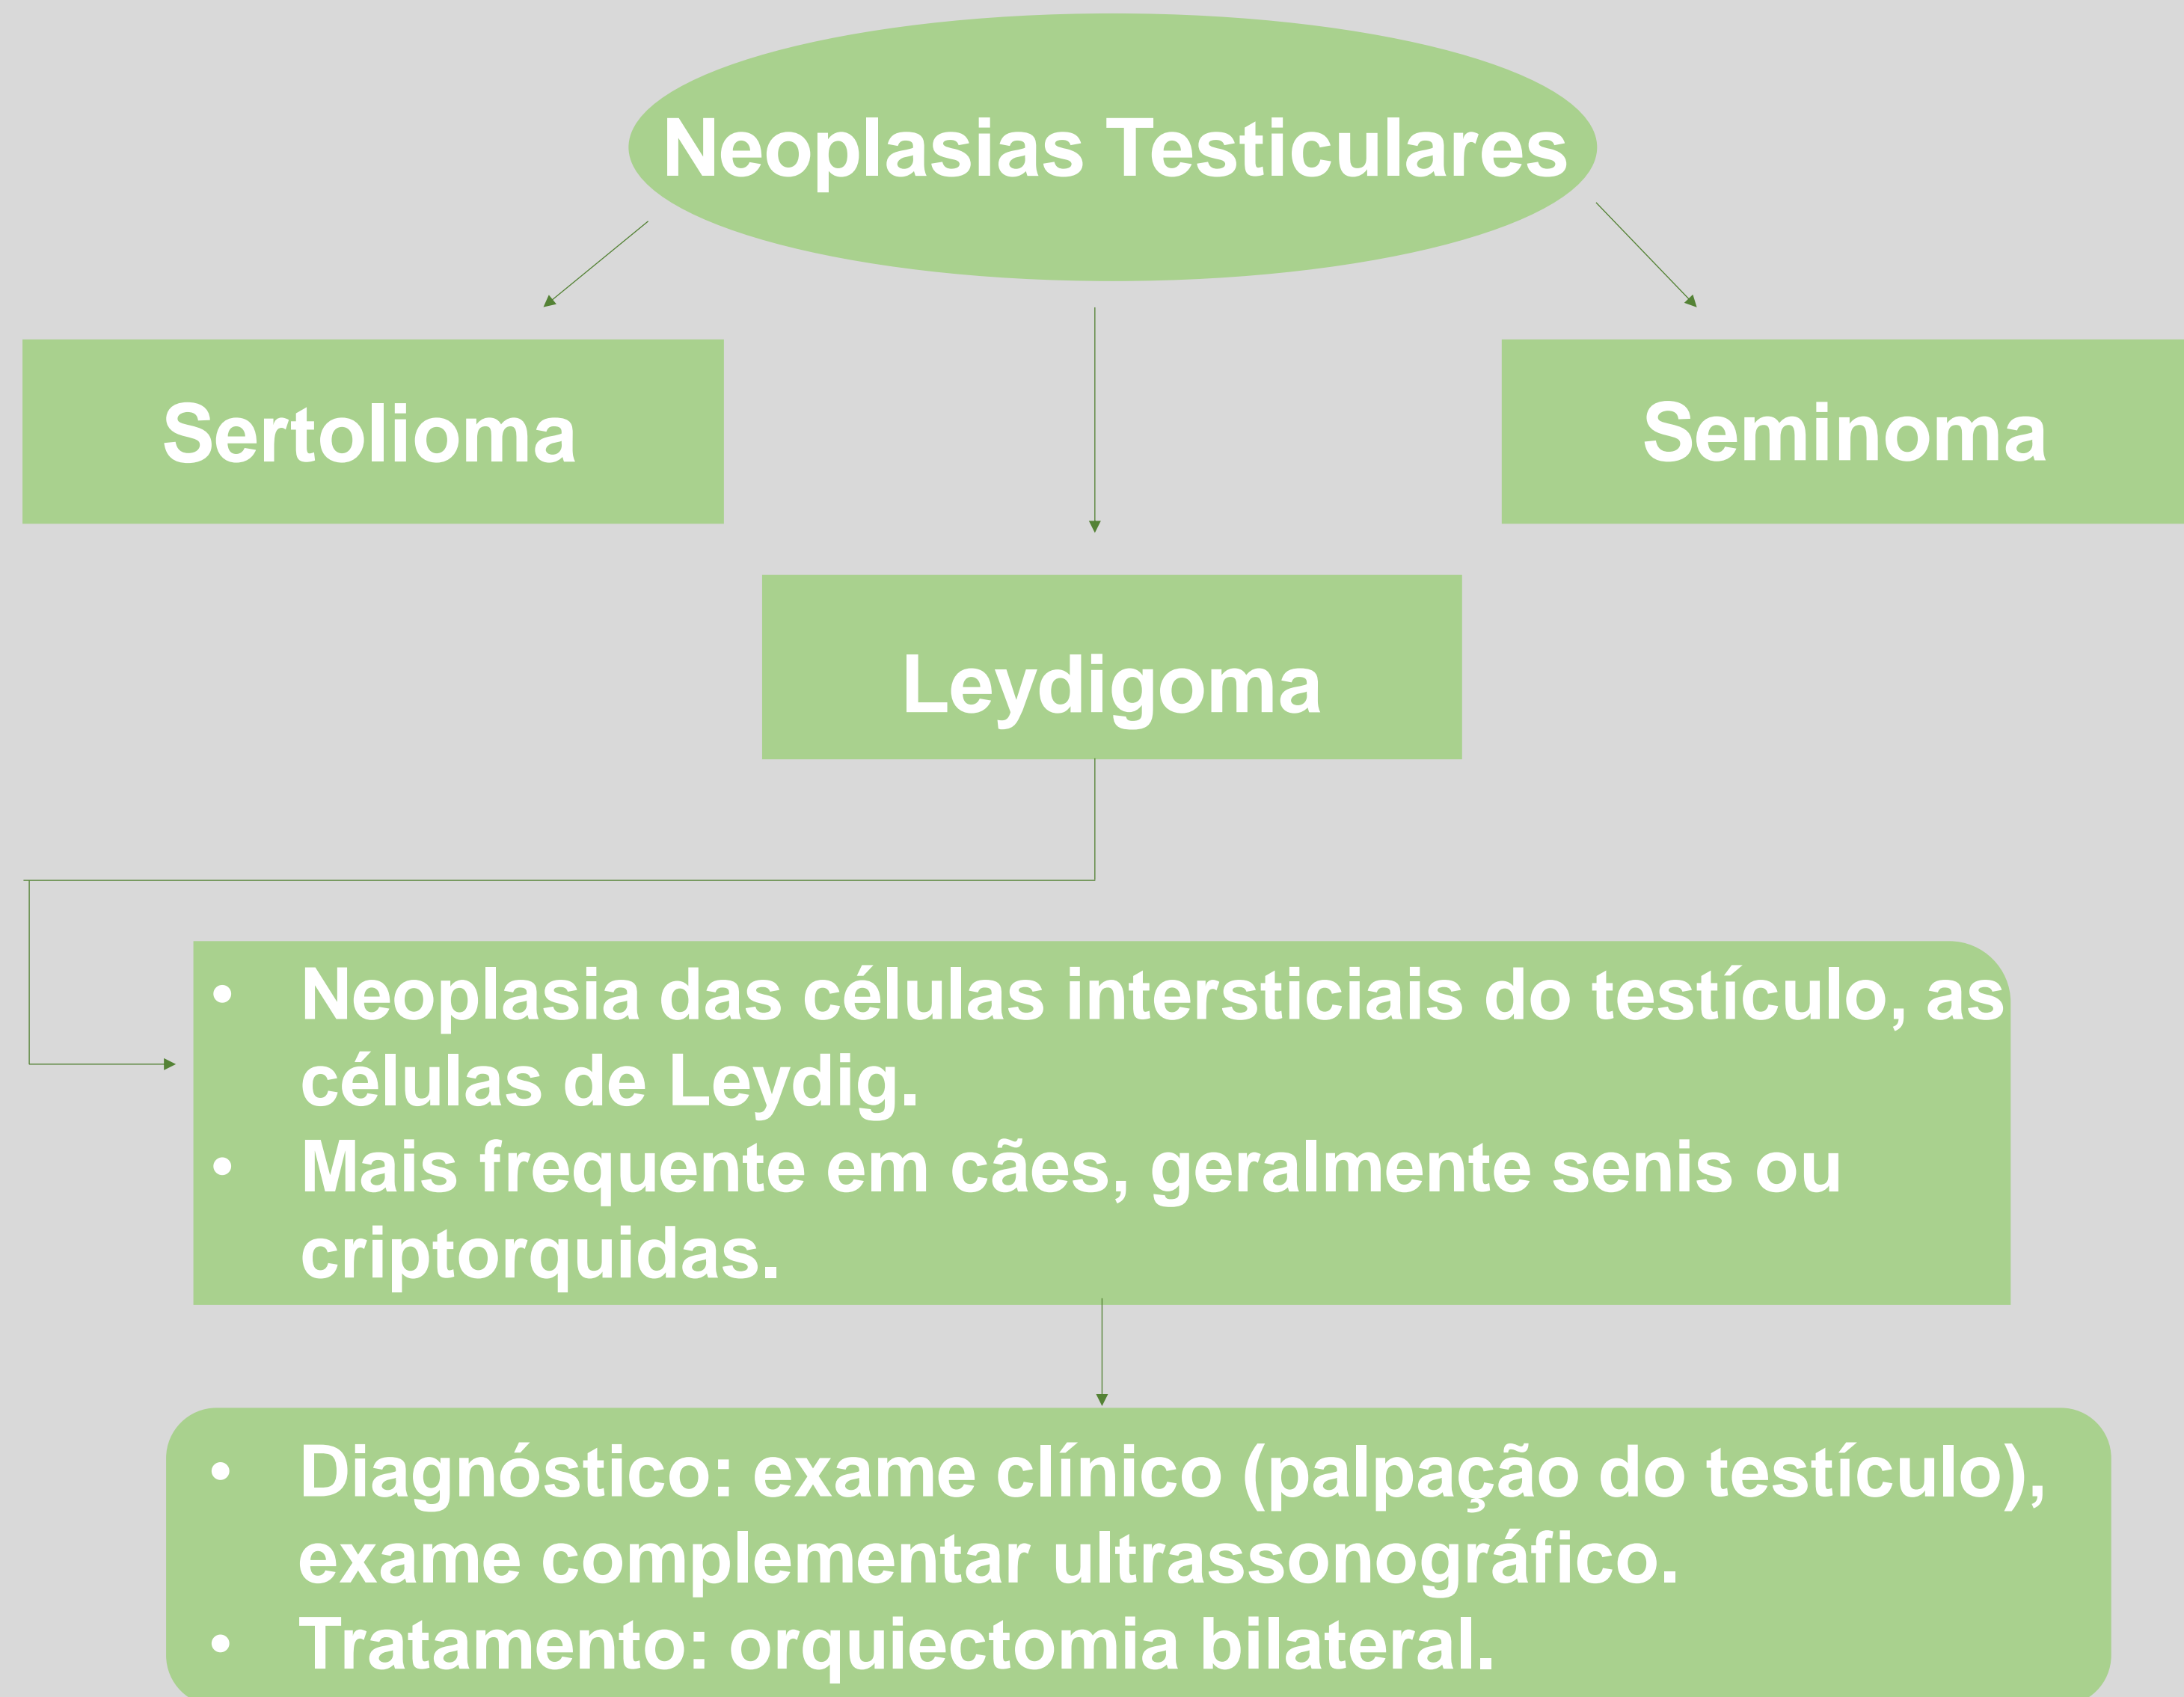 Neoplasias Testiculares
Sertolioma
Seminoma
Leydigoma
• Neoplasia das células intersticiais do testículo, as
células de Leydig.
• Mais frequente em cães, geralmente senis ou
criptorquidas.
• Diagnóstico: exame clínico (palpação do testículo),
exame complementar ultrassonográfico.
• Tratamento: orquiectomia bilateral.